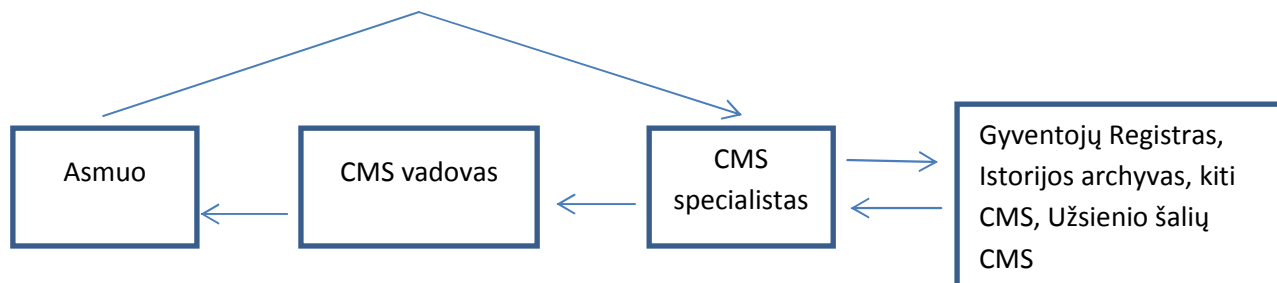 Asmuo
CMS vadovas
CMS
specialistas
Gyventojų Registras,
Istorijos archyvas, kiti
CMS, Užsienio šalių
CMS